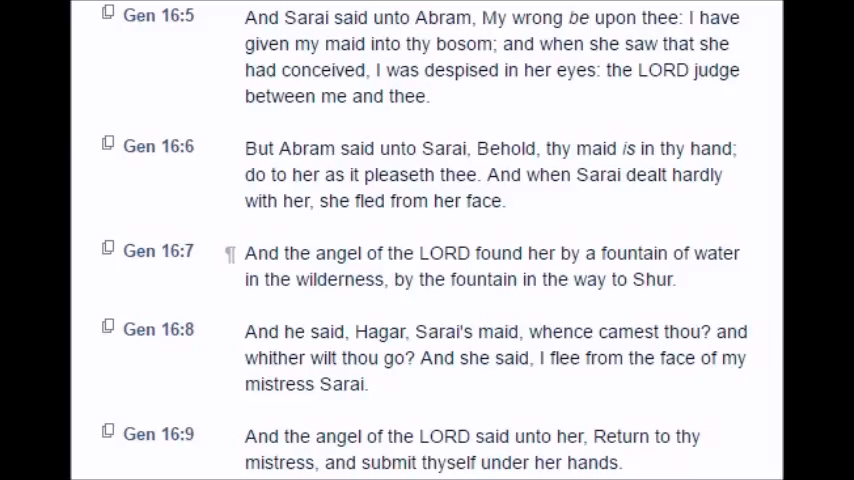 Gen 16:5 And Sarai said unto Abram, My wrong be upon thee: I have
given my maid into thy bosom; and when she saw that she
had conceived, I was despised in her eyes: the LORD judge
between me and thee.
Gen 16:6 But Abram said unto Sarai, Behold, thy maid is in thy hand;
do to her as it pleaseth thee. And when Sarai dealt hardly
with her, she fled from her face.
Gen 16:7 ¶ And the angel of the LORD found her by a fountain of water
in the wilderness, by the fountain in the way to Shur.
Gen 16:8 And he said, Hagar, Sarai's maid, whence camest thou? and
whither wilt thou go? And she said, I flee from the face of my
mistress Sarai.
Gen 16:9 And the angel of the LORD said unto her, Return to thy
mistress, and submit thyself under her hands.